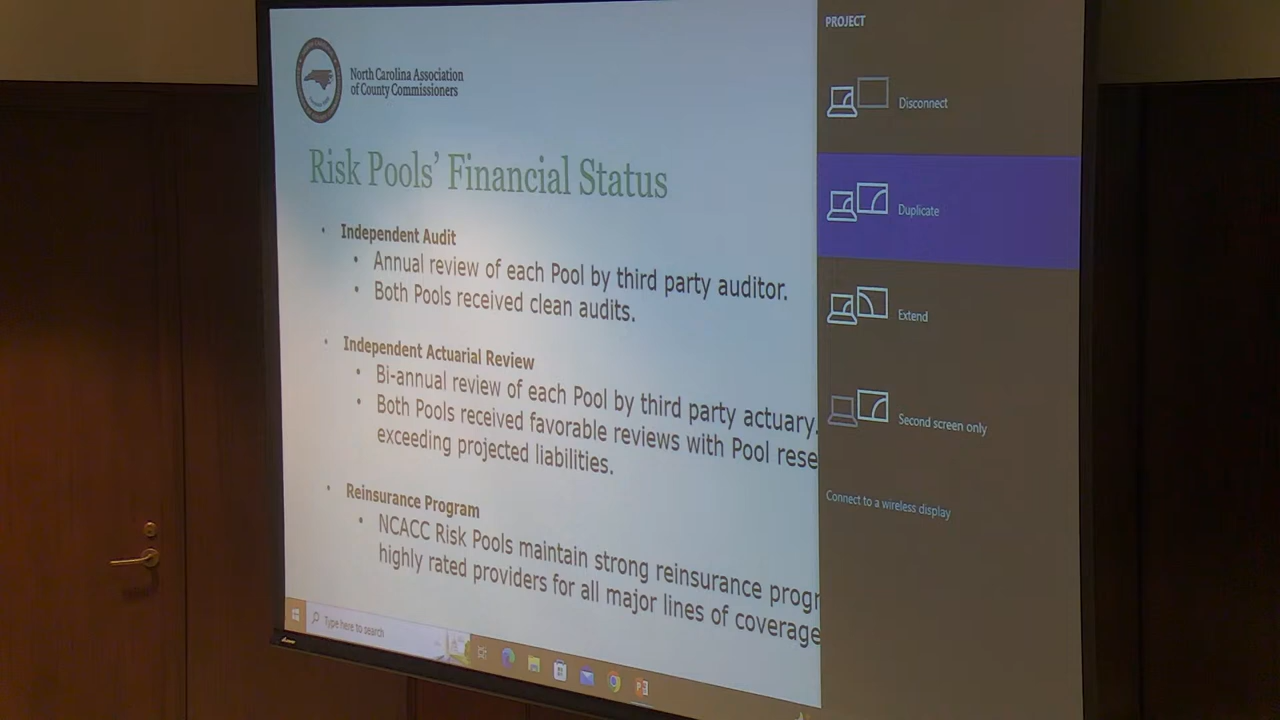 North Carolina Association
of County Commissioners
Risk Pools' Financial Status
Independent Audit
Annual review of each Pool by third party auditor.
Both Pools received clean audits.
Independent Actuarial Review
Bi-annual review of each Pool by third party actuary.
Both Pools received favorable reviews with Pool rese
exceeding projected liabilities.
Reinsurance Program
NCACC Risk Pools maintain strong reinsurance progr
highly rated providers for all major lines of coverage
Type here to search
PROJECT
Disconnect
Duplicate
Extend
Second screen only
Connect to a wireless display